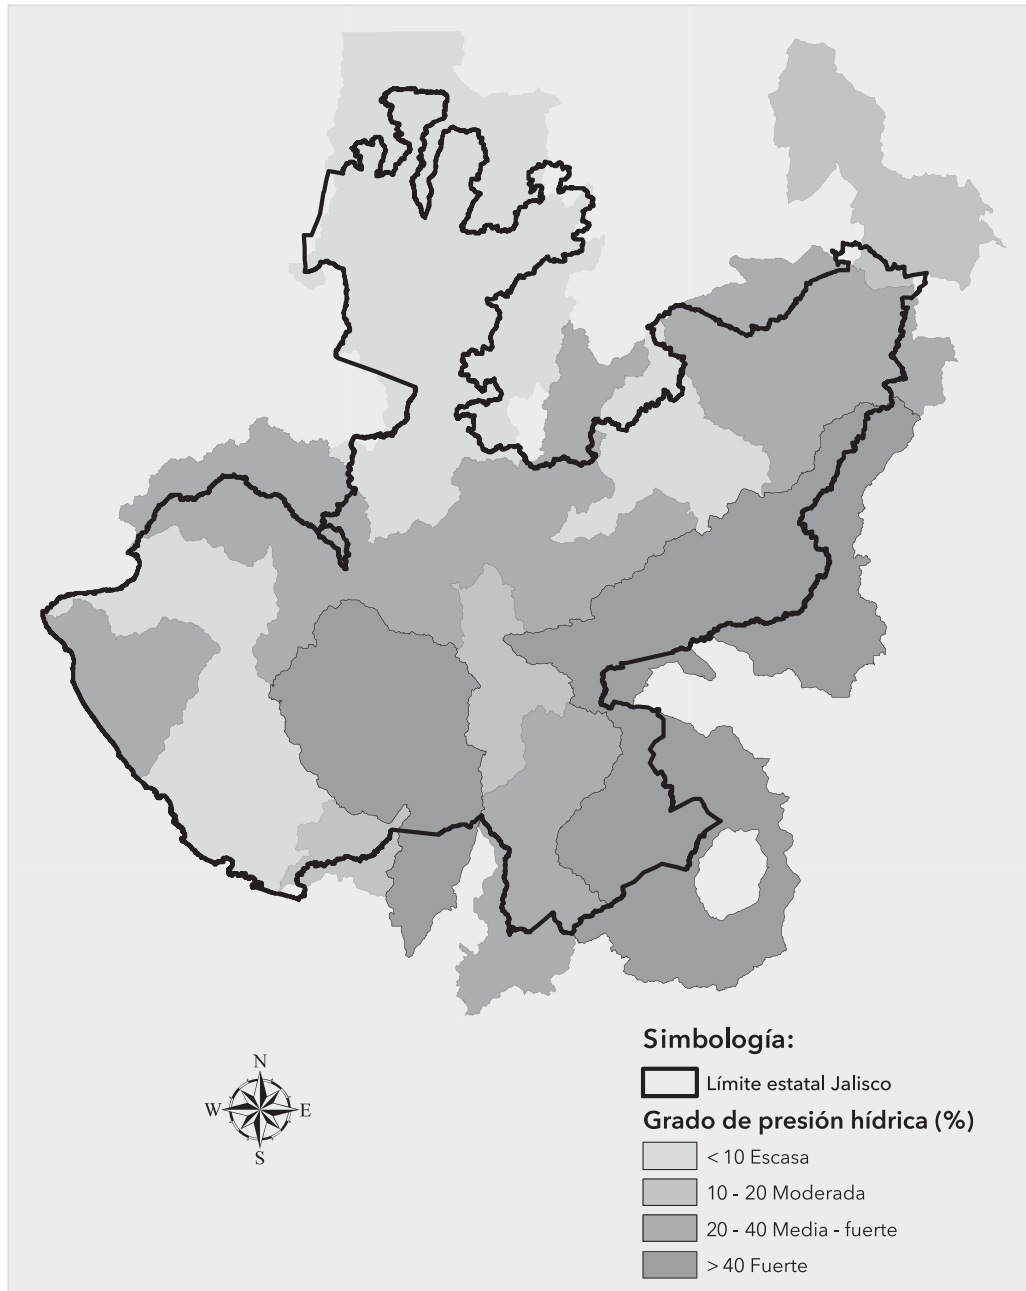 N
W E
S
Simbología:
Límite estatal Jalisco
Grado de presión hídrica (%)
< 10 Escasa
10 - 20 Moderada
20 - 40 Media - fuerte
> 40 Fuerte